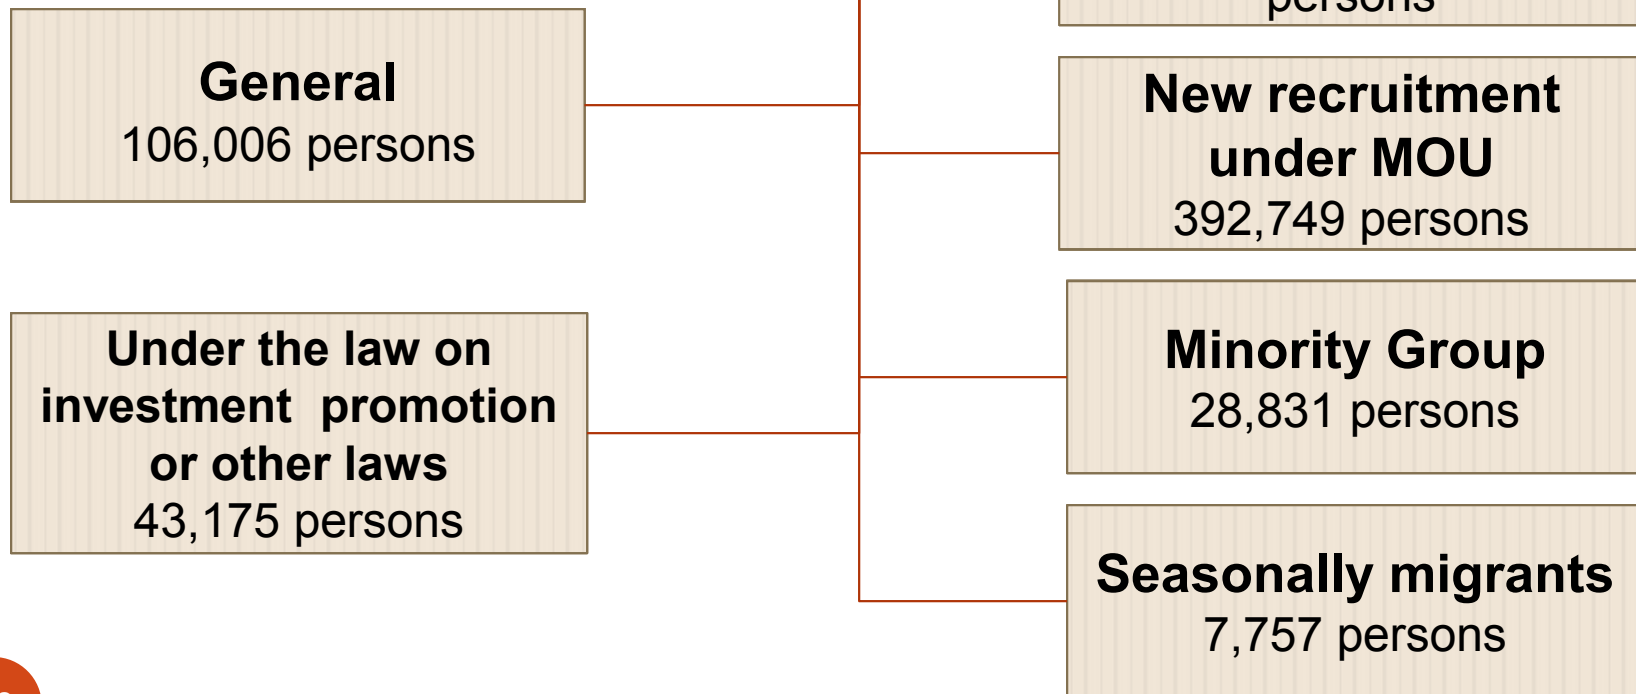 persons
General
106,006 persons
New recruitment
under MOU
392,749 persons
Under the law on
investment  promotion
or other laws
43,175 persons
Minority Group
28,831 persons
Seasonally migrants
7,757 persons